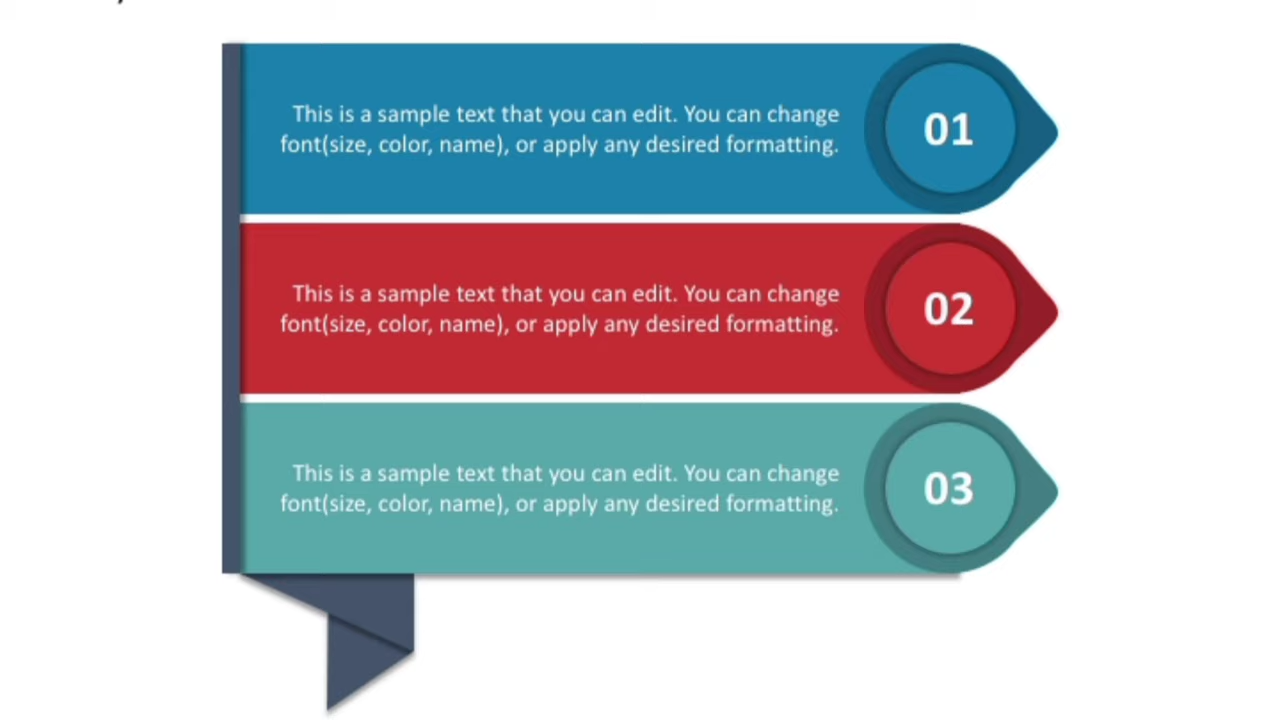 This is a sample text that you can edit. You can change
font(size, color, name), or apply any desired formatting.
01
This is a sample text that you can edit. You can change
font(size, color, name), or apply any desired formatting.
02
This is a sample text that you can edit. You can change
font(size, color, name), or apply any desired formatting.
03